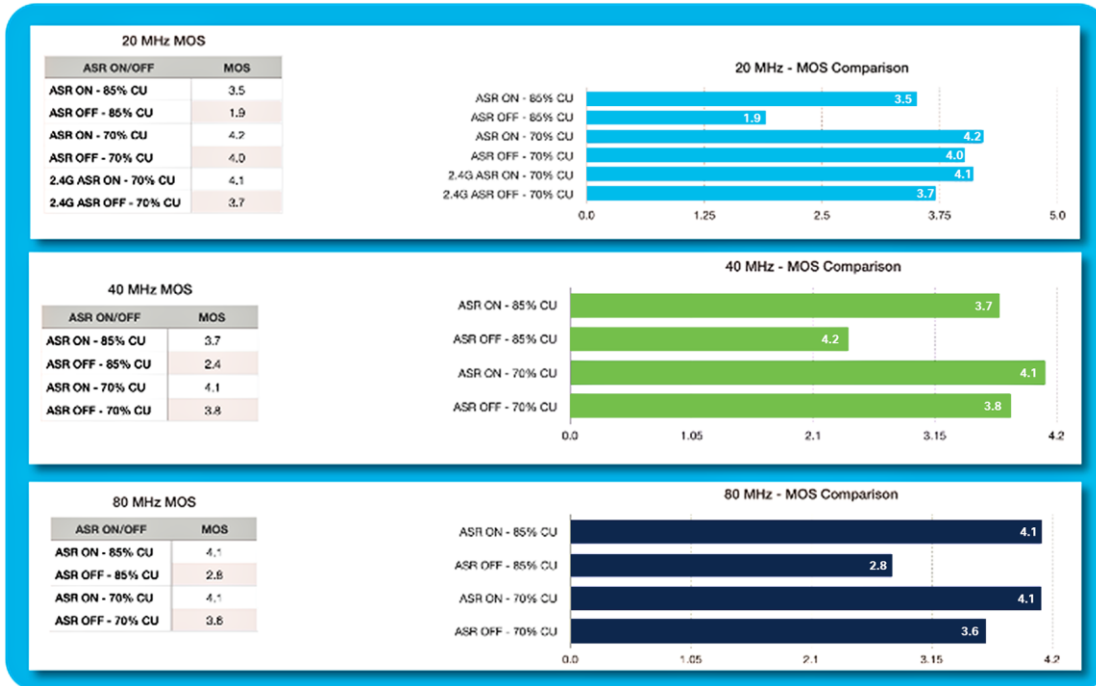 20 MHz MOS
ASR ON/OFF MOS
ASR ON - 85% CU 3.5
ASR OFF - 85% CU 1.9
ASR ON - 70% CU 4.2
ASR OFF - 70% CU 4.0
2.4G ASR ON - 70% CU 4.1
2.4G ASR OFF - 70% CU 3.7
20 MHz - MOS Comparison
ASR ON - 85% CU 3.5
ASR OFF - 85% CU 1.9
ASR ON - 70% CU 4.2
ASR OFF - 70% CU 4.0
2.4G ASR ON - 70% CU 4.1
2.4G ASR OFF - 70% CU 3.7
0.0 1.25 2.5 3.75 5.0
40 MHz MOS
ASR ON/OFF MOS
ASR ON - 85% CU 3.7
ASR OFF - 85% CU 2.4
ASR ON - 70% CU 4.1
ASR OFF - 70% CU 3.8
40 MHz - MOS Comparison
ASR ON - 85% CU 3.7
ASR OFF - 85% CU 4.2
ASR ON - 70% CU 4.1
ASR OFF - 70% CU 3.8
0.0 1.05 2.1 3.15 4.2
80 MHz MOS
ASR ON/OFF MOS
ASR ON - 85% CU 4.1
ASR OFF - 85% CU 2.8
ASR ON - 70% CU 4.1
ASR OFF - 70% CU 3.6
80 MHz - MOS Comparison
ASR ON - 85% CU 4.1
ASR OFF - 85% CU 2.8
ASR ON - 70% CU 4.1
ASR OFF - 70% CU 3.6
0.0 1.05 2.1 3.15 4.2